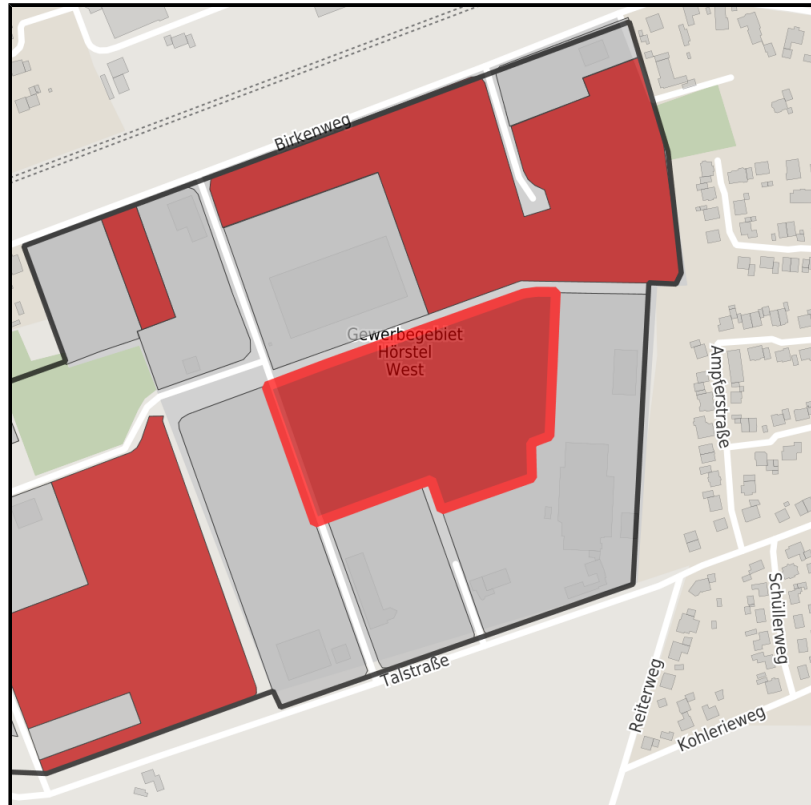 Birkenweg
Gewerbegebiet
Hörstel
West
Ampferstraße
Schüllerweg
Talstraße
Reiterweg
Kohlerieweg